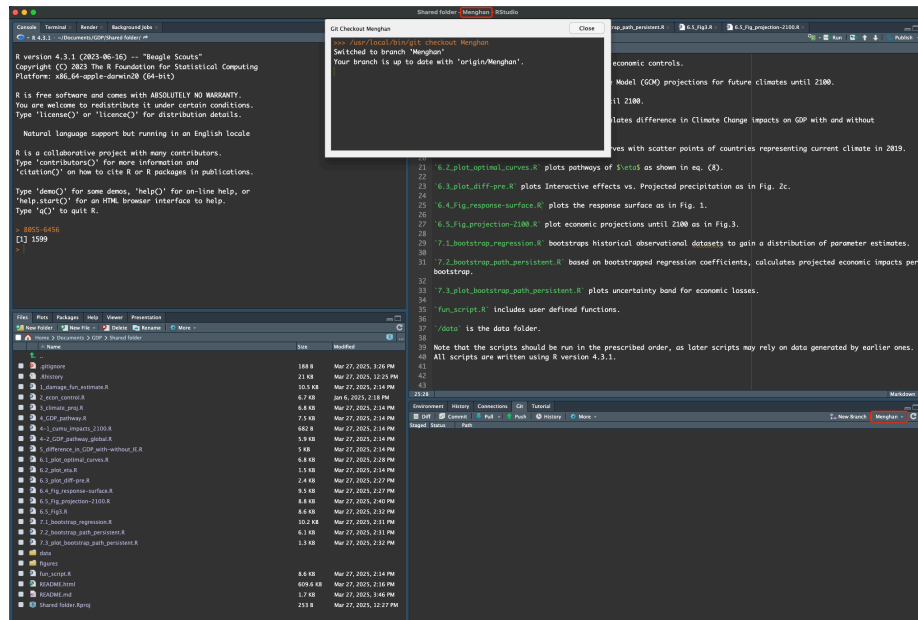 Shared folder - Menghan - RStudio
Console Terminal Render Background Jobs
R 4.3.1 · ~/Documents/GDP/Shared folder/
R version 4.3.1 (2023-06-16) -- "Beagle Scouts"
Copyright (C) 2023 The R Foundation for Statistical Computing
Platform: x86_64-apple-darwin20 (64-bit)
R is free software and comes with ABSOLUTELY NO WARRANTY.
You are welcome to redistribute it under certain conditions.
Type 'license()' or 'licence()' for distribution details.
Natural language support but running in an English locale
R is a collaborative project with many contributors.
Type 'contributors()' for more information and
'citation()' on how to cite R or R packages in publications.
Type 'demo()' for some demos, 'help()' for on-line help, or
'help.start()' for an HTML browser interface to help.
Type 'q()' to quit R.
> 8055-6456
[1] 1599
>
Git Checkout Menghan
Close
>>> /usr/local/bin/git checkout Menghan
Switched to branch 'Menghan'
Your branch is up to date with 'origin/Menghan'.
rap_path_persistent.R 6.5_Fig3.R 6.5_Fig_projection-2100.R
Run Publish
economic controls.
Model (GCM) projections for future climates until 2100.
til 2100.
lates difference in Climate Change impacts on GDP with and without
ves with scatter points of countries representing current climate in 2019.
20
21 `6.2_plot_optimal_curves.R` plots pathways of $\eta$ as shown in eq. (8).
22
23 `6.3_plot_diff-pre.R` plots Interactive effects vs. Projected precipitation as in Fig. 2c.
24
25 `6.4_Fig_response-surface.R` plots the response surface as in Fig. 1.
26
27 `6.5_Fig_projection-2100.R` plot economic projections until 2100 as in Fig.3.
28
29 `7.1_bootstrap_regression.R` bootstraps historical observational datasets to gain a distribution of parameter estimates.
30
31 `7.2_bootstrap_path_persistent.R` based on bootstrapped regression coefficients, calculates projected economic impacts per
bootstrap.
32
33 `7.3_plot_bootstrap_path_persistent.R` plots uncertainty band for economic losses.
34
35 `fun_script.R` includes user defined functions.
36
37 `/data` is the data folder.
38
39 Note that the scripts should be run in the prescribed order, as later scripts may rely on data generated by earlier ones.
40 All scripts are written using R version 4.3.1.
41
42
43
25:28 Markdown
Files Plots Packages Help Viewer Presentation
New Folder New File Delete Rename More
Home > Documents > GDP > Shared folder
Name Size Modified
..
.gitignore 188 B Mar 27, 2025, 3:26 PM
.Rhistory 21 KB Mar 27, 2025, 12:25 PM
1_damage_fun_estimate.R 10.5 KB Mar 27, 2025, 2:14 PM
2_econ_control.R 6.7 KB Jan 6, 2025, 2:18 PM
3_climate_proj.R 6.8 KB Mar 27, 2025, 2:14 PM
4_GDP_pathway.R 7.5 KB Mar 27, 2025, 2:14 PM
4-1_cumu_impacts_2100.R 682 B Mar 27, 2025, 2:14 PM
4-2_GDP_pathway_global.R 5.9 KB Mar 27, 2025, 2:14 PM
5_difference_in_GDP_with-without_IE.R 5 KB Mar 27, 2025, 2:14 PM
6.1_plot_optimal_curves.R 6.8 KB Mar 27, 2025, 2:28 PM
6.2_plot_eta.R 1.5 KB Mar 27, 2025, 2:14 PM
6.3_plot_diff-pre.R 2.4 KB Mar 27, 2025, 2:27 PM
6.4_Fig_response-surface.R 9.5 KB Mar 27, 2025, 2:27 PM
6.5_Fig_projection-2100.R 8.8 KB Mar 27, 2025, 2:40 PM
6.5_Fig3.R 8.6 KB Mar 27, 2025, 2:32 PM
7.1_bootstrap_regression.R 10.2 KB Mar 27, 2025, 2:31 PM
7.2_bootstrap_path_persistent.R 6.1 KB Mar 27, 2025, 2:31 PM
7.3_plot_bootstrap_path_persistent.R 1.3 KB Mar 27, 2025, 2:32 PM
data
figures
fun_script.R 8.6 KB Mar 27, 2025, 2:14 PM
README.html 609.6 KB Mar 27, 2025, 2:16 PM
README.md 1.7 KB Mar 27, 2025, 3:46 PM
Shared folder.Rproj 253 B Mar 27, 2025, 12:27 PM
Environment History Connections Git Tutorial
Diff Commit Pull Push History More New Branch Menghan
Staged Status Path